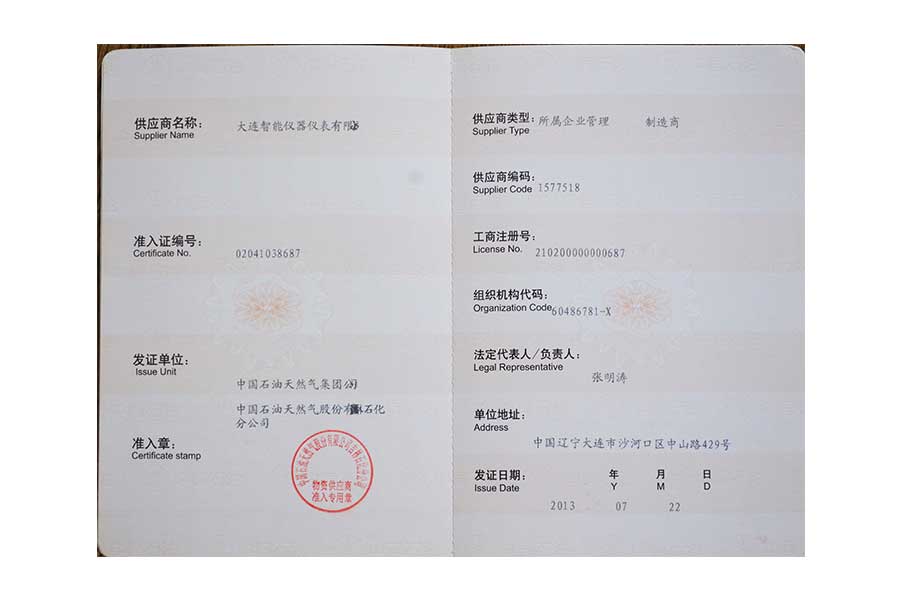 供应商名称： 大连智能仪器仪表有限
Supplier Name
准入证编号：
Certificate No. 02041038687
发证单位：
Issue Unit
中国石油天然气集团公司
中国石油天然气股份有 石化
分公司
准入章：
Certificate stamp
物资供应商
准入专用章
供应商类型： 所属企业管理 制造商
Supplier Type
供应商编码：
Supplier Code 1577518
工商注册号：
License No. 210200000000687
组织机构代码：
Organization Code 60486781-X
法定代表人／负责人：
Legal Representative
张明涛
单位地址：
Address
中国辽宁大连市沙河口区中山路429号
发证日期： 年 月 日
Issue Date Y M D
2013 07 22